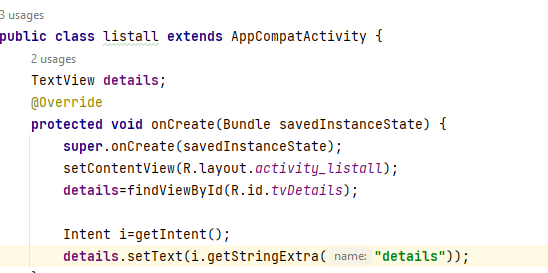 3 usages
public class listall extends AppCompatActivity {
2 usages
TextView details;
@Override
protected void onCreate(Bundle savedInstanceState) {
super.onCreate(savedInstanceState);
setContentView(R.layout.activity_listall);
details=findViewById(R.id.tvDetails);
Intent i=getIntent();
details.setText(i.getStringExtra( name: "details"));